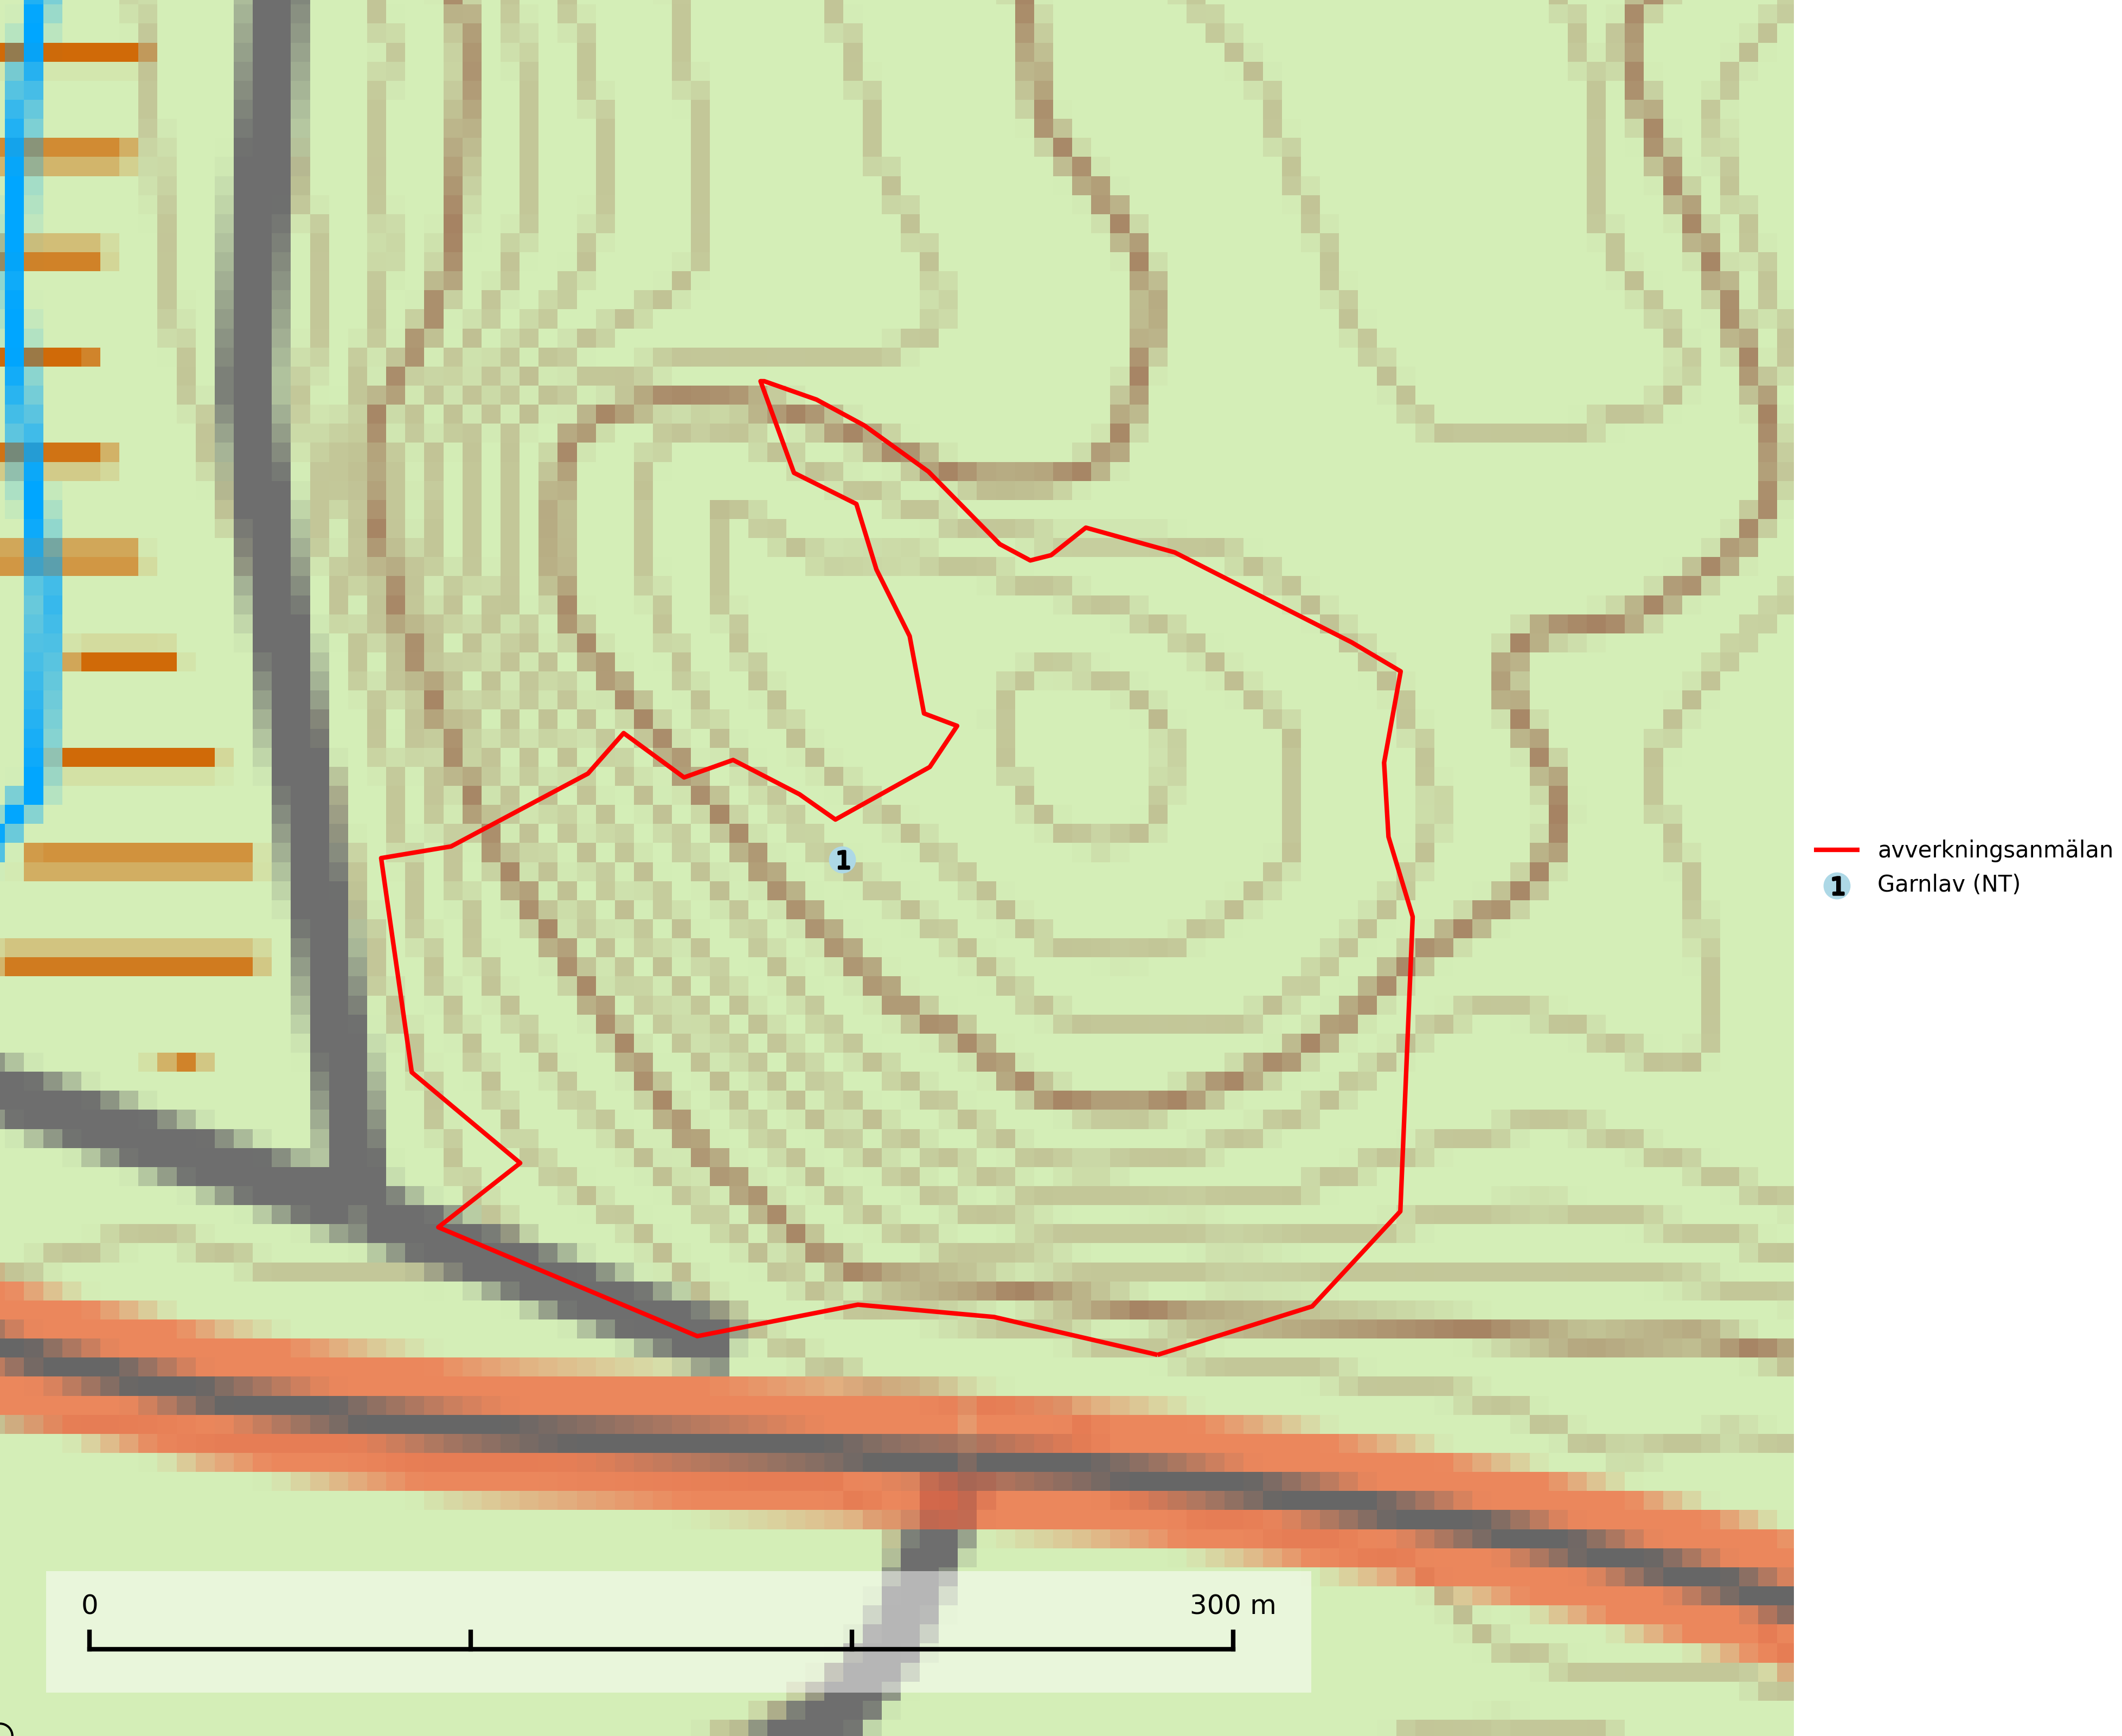 1
avverkningsanmälan
1 Garnlav (NT)
0 300 m